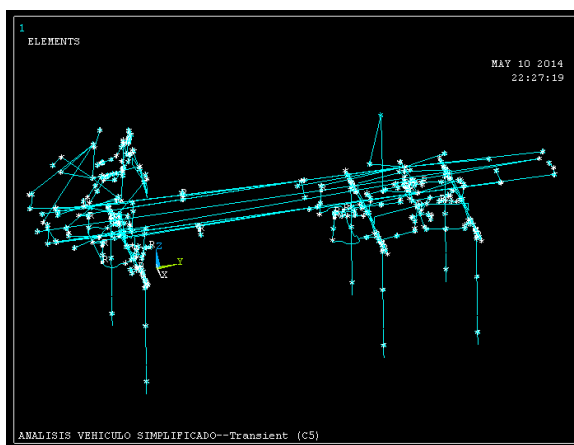 1
ELEMENTS
MAY 10 2014
22:27:19
Z
Y
X
ANALISIS VEHICULO SIMPLIFICADO--Transient (C5)